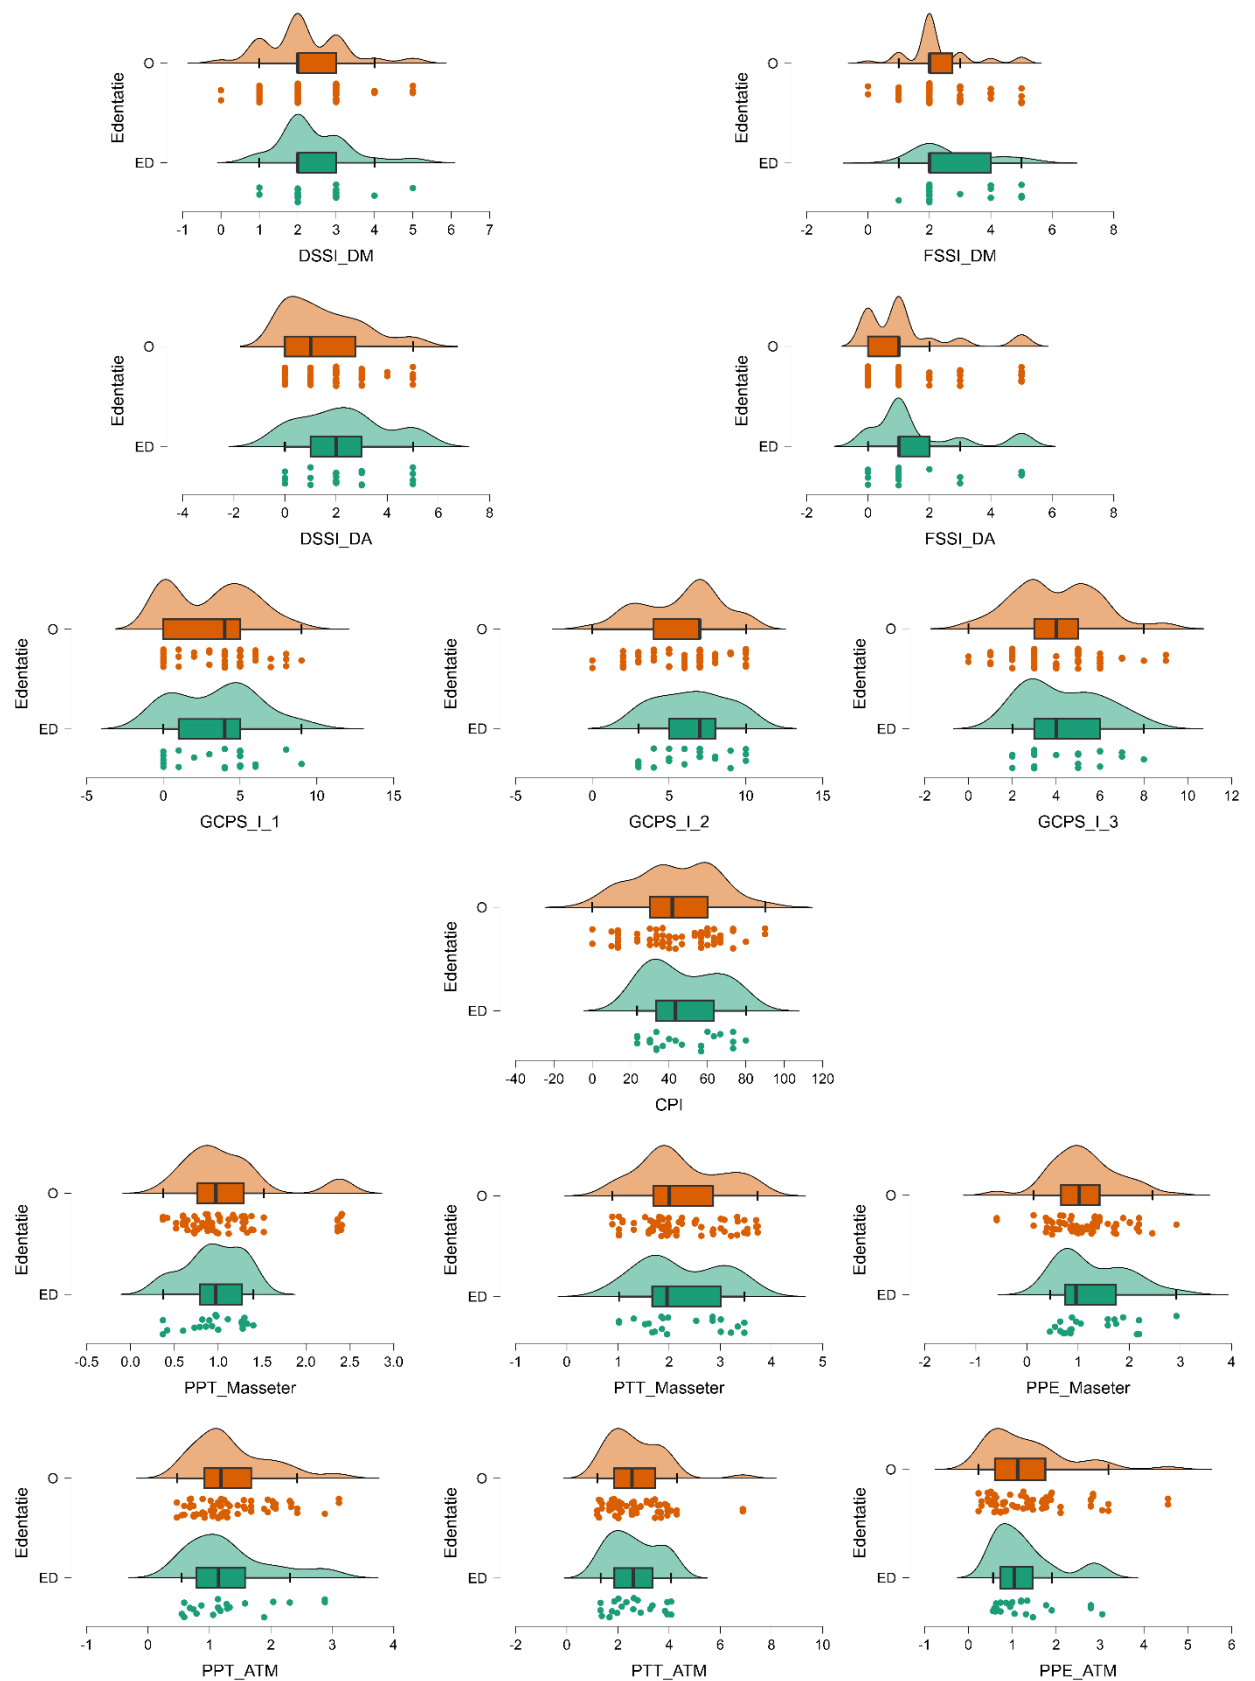 Edentatie
O
ED
-1 0 1 2 3 4 5 6 7
DSSI_DM
Edentatie
O
ED
-2 0 2 4 6 8
FSSI_DM
Edentatie
O
ED
-4 -2 0 2 4 6 8
DSSI_DA
Edentatie
O
ED
-2 0 2 4 6 8
FSSI_DA
Edentatie
O
ED
-5 0 5 10 15
GCPS_I_1
Edentatie
O
ED
-5 0 5 10 15
GCPS_I_2
Edentatie
O
ED
-2 0 2 4 6 8 10 12
GCPS_I_3
Edentatie
O
ED
-40 -20 0 20 40 60 80 100 120
CPI
Edentatie
O
ED
-0.5 0.0 0.5 1.0 1.5 2.0 2.5 3.0
PPT_Masseter
Edentatie
O
ED
-1 0 1 2 3 4 5
PTT_Masseter
Edentatie
O
ED
-2 -1 0 1 2 3 4
PPE_Maseter
Edentatie
O
ED
-1 0 1 2 3 4
PPT_ATM
Edentatie
O
ED
-2 0 2 4 6 8 10
PTT_ATM
Edentatie
O
ED
-1 0 1 2 3 4 5 6
PPE_ATM